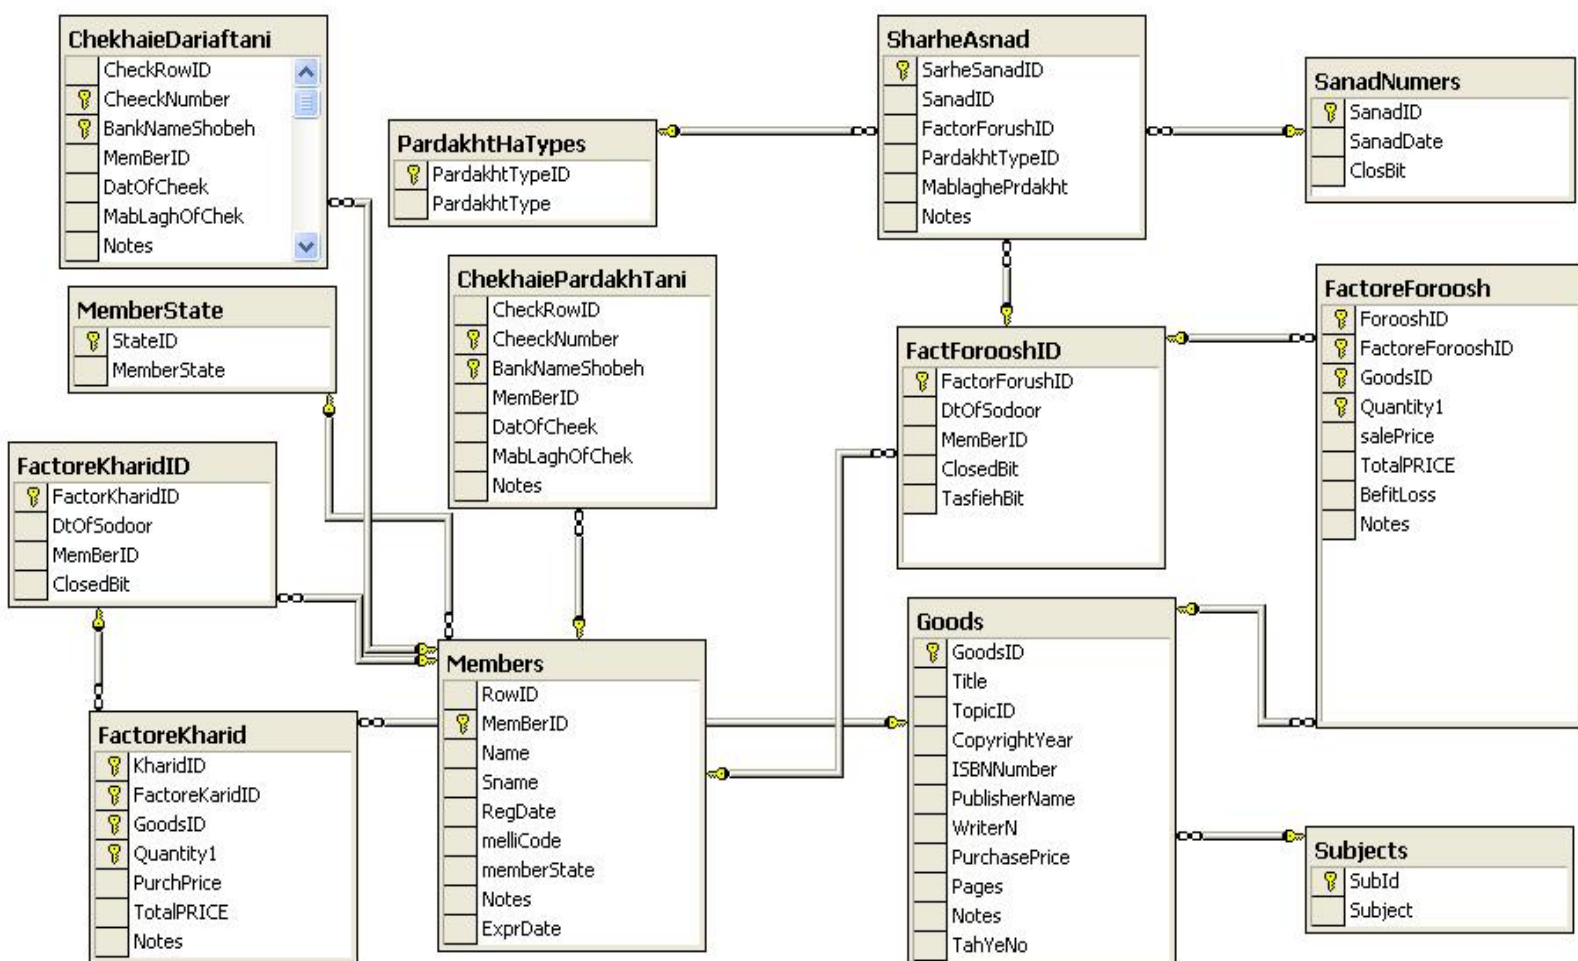 ChekhaieDariaftani
CheckRowID
CheeckNumber
BankNameShobeh
MemBerID
DatOfCheek
MabLaghOfChek
Notes
PardakhtHaTypes
PardakhtTypeID
PardakhtType
SharheAsnad
SarheSanadID
SanadID
FactorForushID
PardakhtTypeID
MablaghePrdakht
Notes
SanadNumers
SanadID
SanadDate
ClosBit
MemberState
StateID
MemberState
ChekhaiePardakhTani
CheckRowID
CheeckNumber
BankNameShobeh
MemBerID
DatOfCheek
MabLaghOfChek
Notes
FactForooshID
FactorForushID
DtOfSodoor
MemBerID
ClosedBit
TasfiehBit
FactoreForoosh
ForooshID
FactoreForooshID
GoodsID
Quantity1
salePrice
TotalPRICE
BefitLoss
Notes
FactoreKharidID
FactorKharidID
DtOfSodoor
MemBerID
ClosedBit
FactoreKharid
KharidID
FactoreKaridID
GoodsID
Quantity1
PurchPrice
TotalPRICE
Notes
Members
RowID
MemBerID
Name
Sname
RegDate
melliCode
memberState
Notes
ExprDate
Goods
GoodsID
Title
TopicID
CopyrightYear
ISBNNumber
PublisherName
WriterN
PurchasePrice
Pages
Notes
TahYeNo
Subjects
SubId
Subject